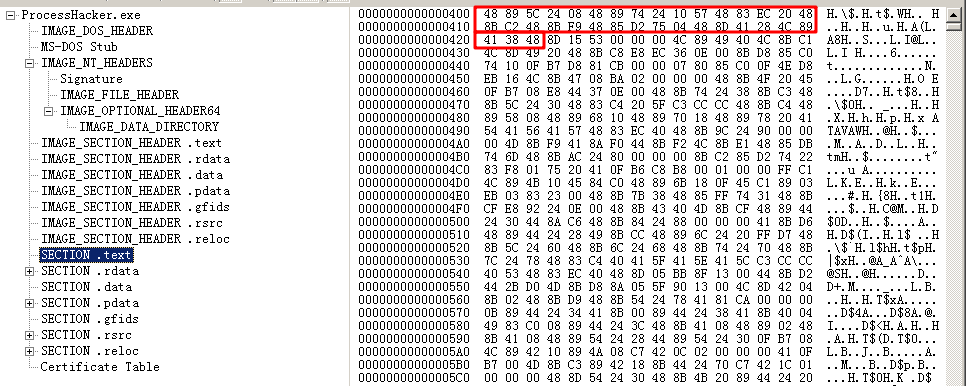 ProcessHacker.exe
IMAGE_DOS_HEADER
MS-DOS Stub
IMAGE_NT_HEADERS
Signature
IMAGE_FILE_HEADER
IMAGE_OPTIONAL_HEADER64
IMAGE_DATA_DIRECTORY
IMAGE_SECTION_HEADER .text
IMAGE_SECTION_HEADER .rdata
IMAGE_SECTION_HEADER .data
IMAGE_SECTION_HEADER .pdata
IMAGE_SECTION_HEADER .gfids
IMAGE_SECTION_HEADER .rsrc
IMAGE_SECTION_HEADER .reloc
SECTION .text
SECTION .rdata
SECTION .data
SECTION .pdata
SECTION .gfids
SECTION .rsrc
SECTION .reloc
Certificate Table
0000000000000400 48 89 5C 24 08 48 89 74 24 10 57 48 83 EC 20 48 H.\$.H.t$.WH.. H
0000000000000410 8B C2 48 8B F9 48 85 D2 75 04 48 8D 41 28 4C 89 ..H..H..u.H.A(L.
0000000000000420 41 38 48 8D 15 53 00 00 00 4C 89 49 40 4C 8B C1 A8H..S...L.I@L..
0000000000000430 4C 8D 49 20 48 8B C8 E8 EC 36 0E 00 8B D8 85 C0 L.I H....6......
0000000000000440 74 10 0F B7 D8 81 CB 00 00 07 80 85 C0 0F 4E D8 t.............N.
0000000000000450 EB 16 4C 8B 47 08 BA 02 00 00 00 48 8B 4F 20 45 ..L.G......H.O E
0000000000000460 0F B7 08 E8 44 37 0E 00 48 8B 74 24 38 8B C3 48 ....D7..H.t$8..H
0000000000000470 8B 5C 24 30 48 83 C4 20 5F C3 CC CC 48 8B C4 48 .\$0H.. _...H..H
0000000000000480 89 58 08 48 89 68 10 48 89 70 18 48 89 78 20 41 .X.H.h.H.p.H.x A
0000000000000490 54 41 56 41 57 48 83 EC 40 48 8B 9C 24 90 00 00 TAVAWH..@H..$...
00000000000004A0 00 4D 8B F9 41 8A F0 44 8B F2 4C 8B E1 48 85 DB .M..A..D..L..H..
00000000000004B0 74 6D 48 8B AC 24 80 00 00 00 8B C2 85 D2 74 22 tmH..$........t"
00000000000004C0 83 F8 01 75 20 41 0F B6 C8 B8 00 01 00 00 FF C1 ...u A..........
00000000000004D0 4C 89 4B 10 45 84 C0 48 89 6B 18 0F 45 C1 89 03 L.K.E..H.k..E...
00000000000004E0 EB 03 83 23 00 48 8B 7B 38 48 85 FF 74 31 48 8B ...#.H.{8H..t1H.
00000000000004F0 CF E8 92 24 0E 00 48 8B 43 40 4D 8B CF 48 89 44 ...$..H.C@M..H.D
0000000000000500 24 30 44 8A C6 48 8B 84 24 88 00 00 00 41 8B D6 $0D..H..$....A..
0000000000000510 48 89 44 24 28 49 8B CC 48 89 6C 24 20 FF D7 48 H.D$(I..H.l$ ..H
0000000000000520 8B 5C 24 60 48 8B 6C 24 68 48 8B 74 24 70 48 8B .\$`H.l$hH.t$pH.
0000000000000530 7C 24 78 48 83 C4 40 41 5F 41 5E 41 5C C3 CC CC |$xH..@A_A^A\...
0000000000000540 40 53 48 83 EC 40 48 8D 05 BB 8F 13 00 44 8B D2 @SH..@H......D..
0000000000000550 44 2B D0 4D 8B D8 8A 05 5F 90 13 00 4C 8D 42 04 D+.M...._...L.B.
0000000000000560 8B 02 48 8B D9 48 8B 54 24 78 41 81 CA 00 00 00 ..H..H.T$xA.....
0000000000000570 0B 44 89 44 24 34 41 8B 00 89 44 24 38 41 8B 40 04 .D.D$4A...D$8A.@.
0000000000000580 49 83 C0 08 89 44 24 3C 48 8B 41 08 48 89 02 48 I....D$<H.A.H..H
0000000000000590 8B 41 08 48 8B 54 24 28 44 89 54 24 30 0F B7 08 .A.H.T$(D.T$0...
00000000000005A0 4C 89 42 10 89 4A 08 C7 42 0C 02 00 00 00 41 0F L.B..J..B.....A.
00000000000005B0 B7 00 4D 8B C3 89 42 18 8B 54 24 70 C7 42 1C 01
00000000000005C0 00 00 00 48 8D 54 24 30 48 8B 4B 20 89 44 24 20